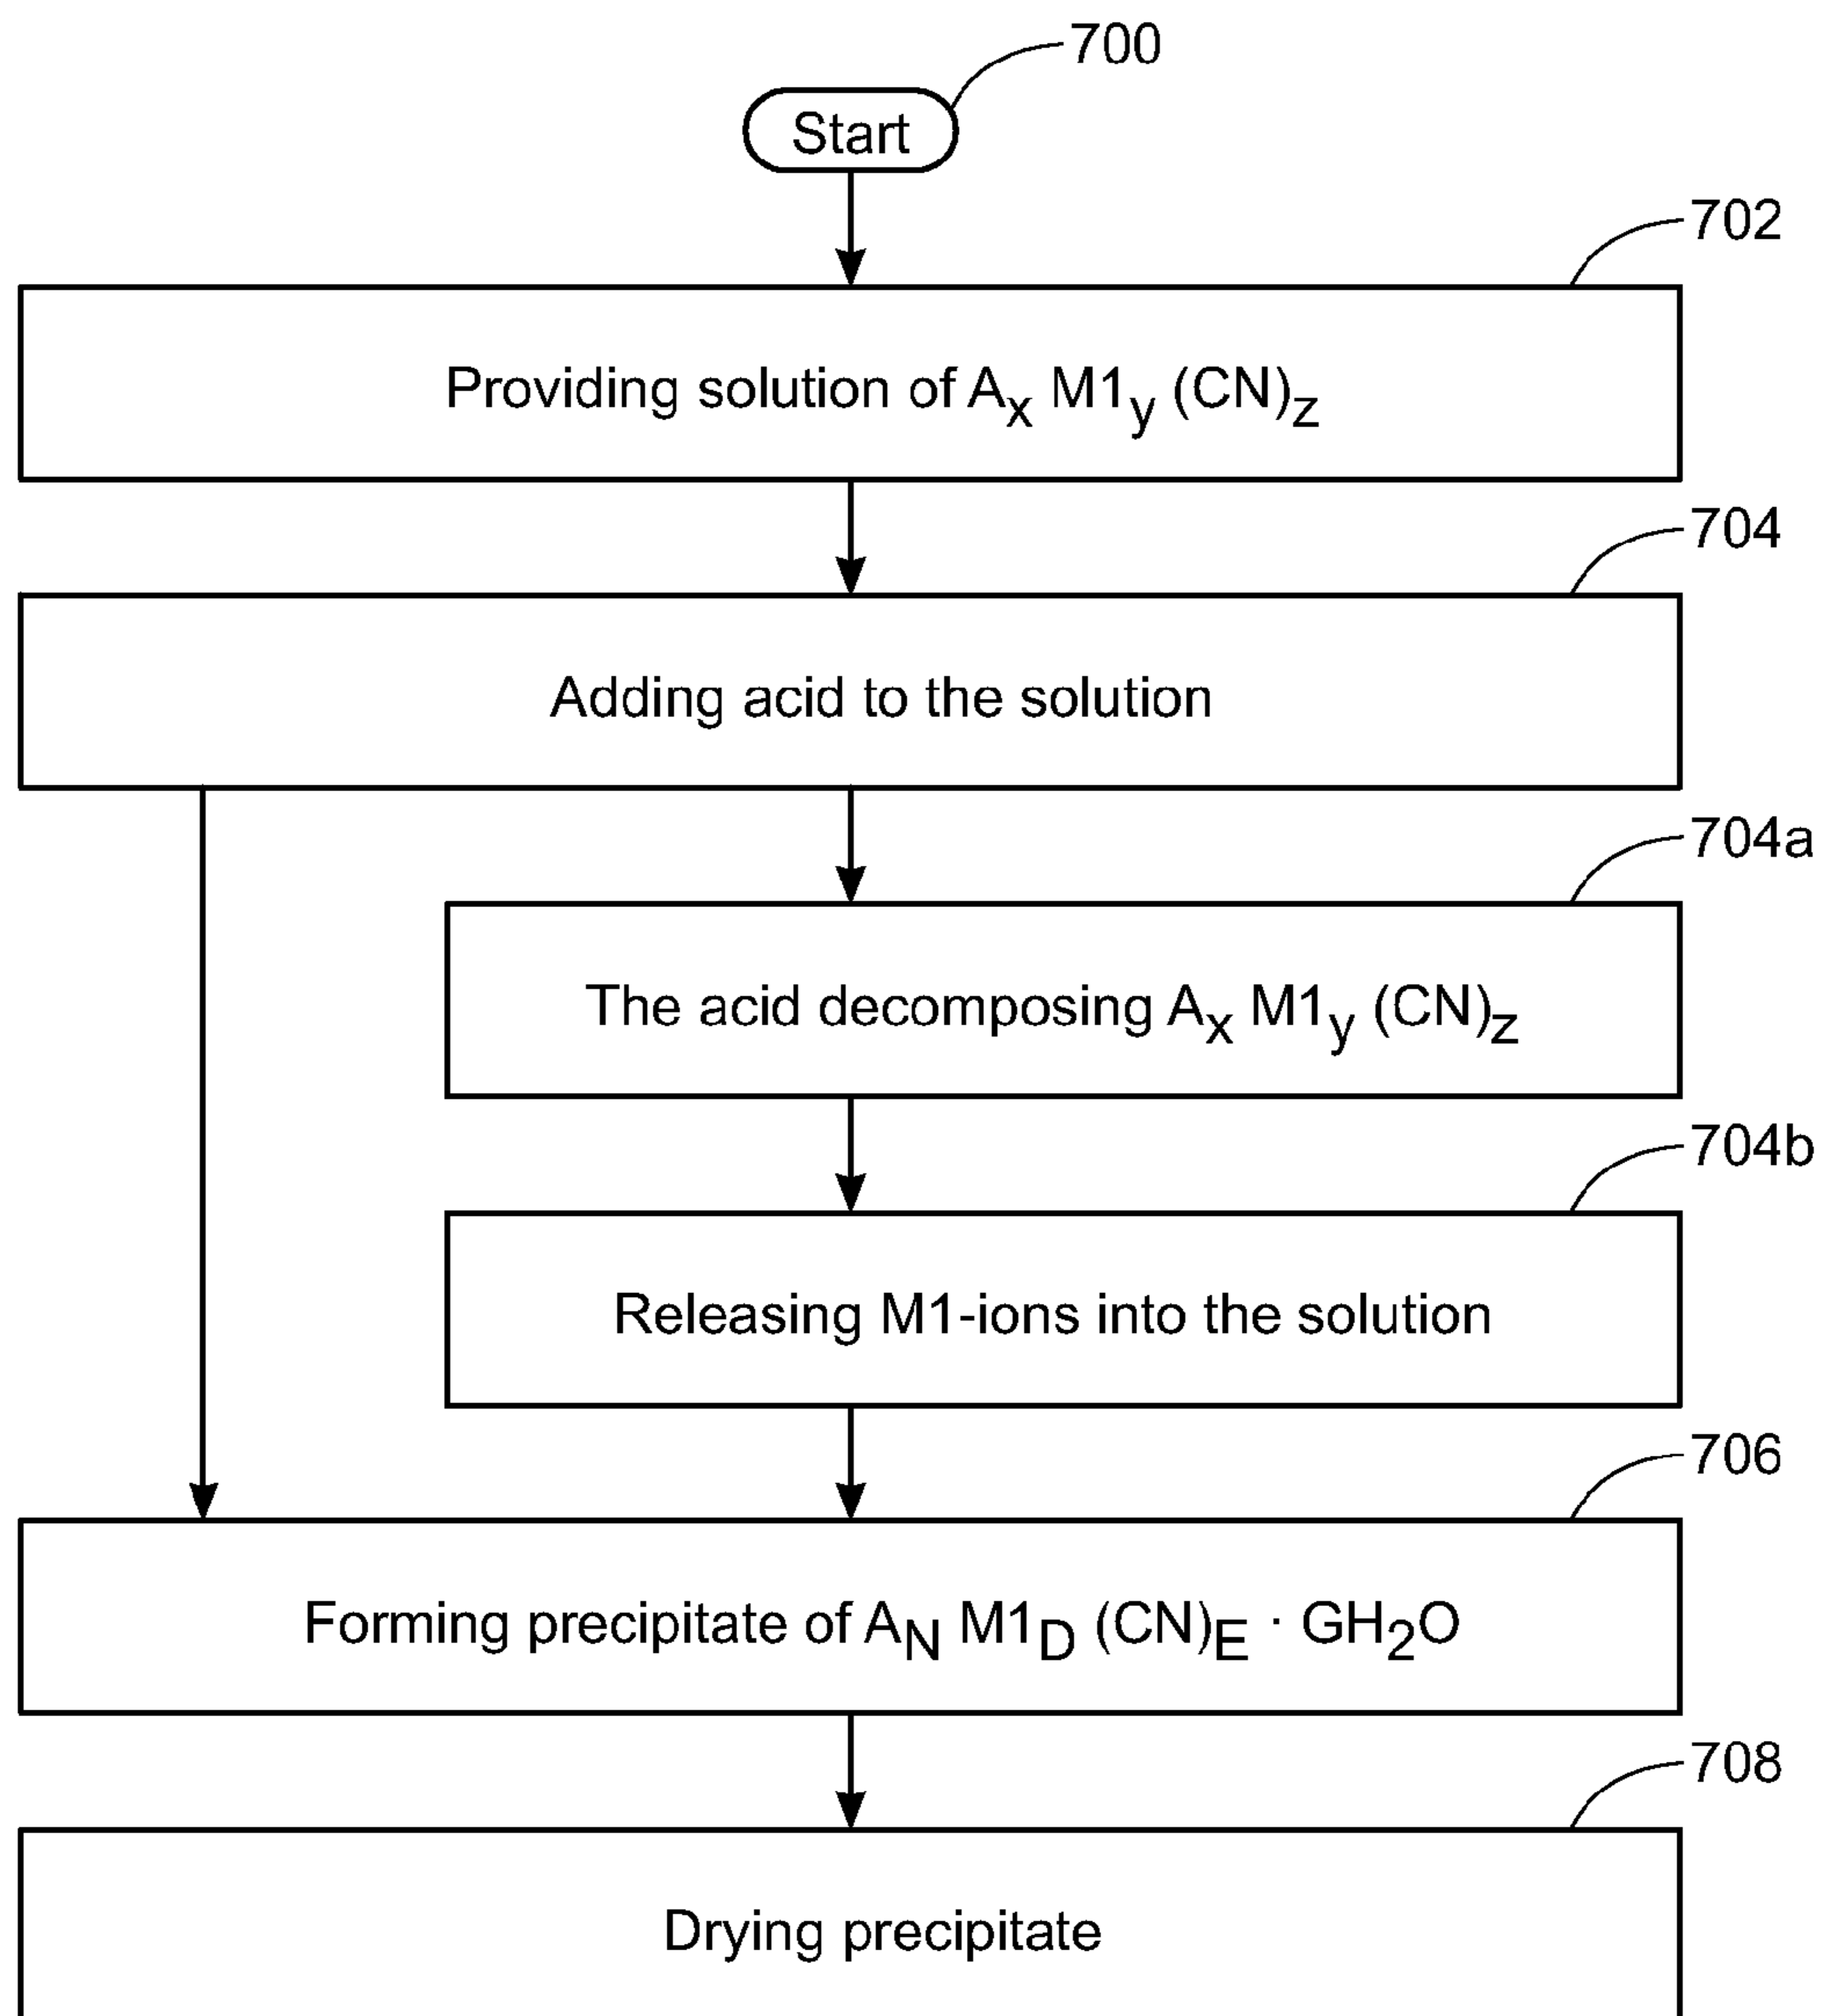 700
Start
702
Providing solution of Aₓ M1y (CN)z
704
Adding acid to the solution
704a
The acid decomposing Aₓ M1y (CN)z
704b
Releasing M1-ions into the solution
706
Forming precipitate of AN M1D (CN)E · GH₂O
708
Drying precipitate